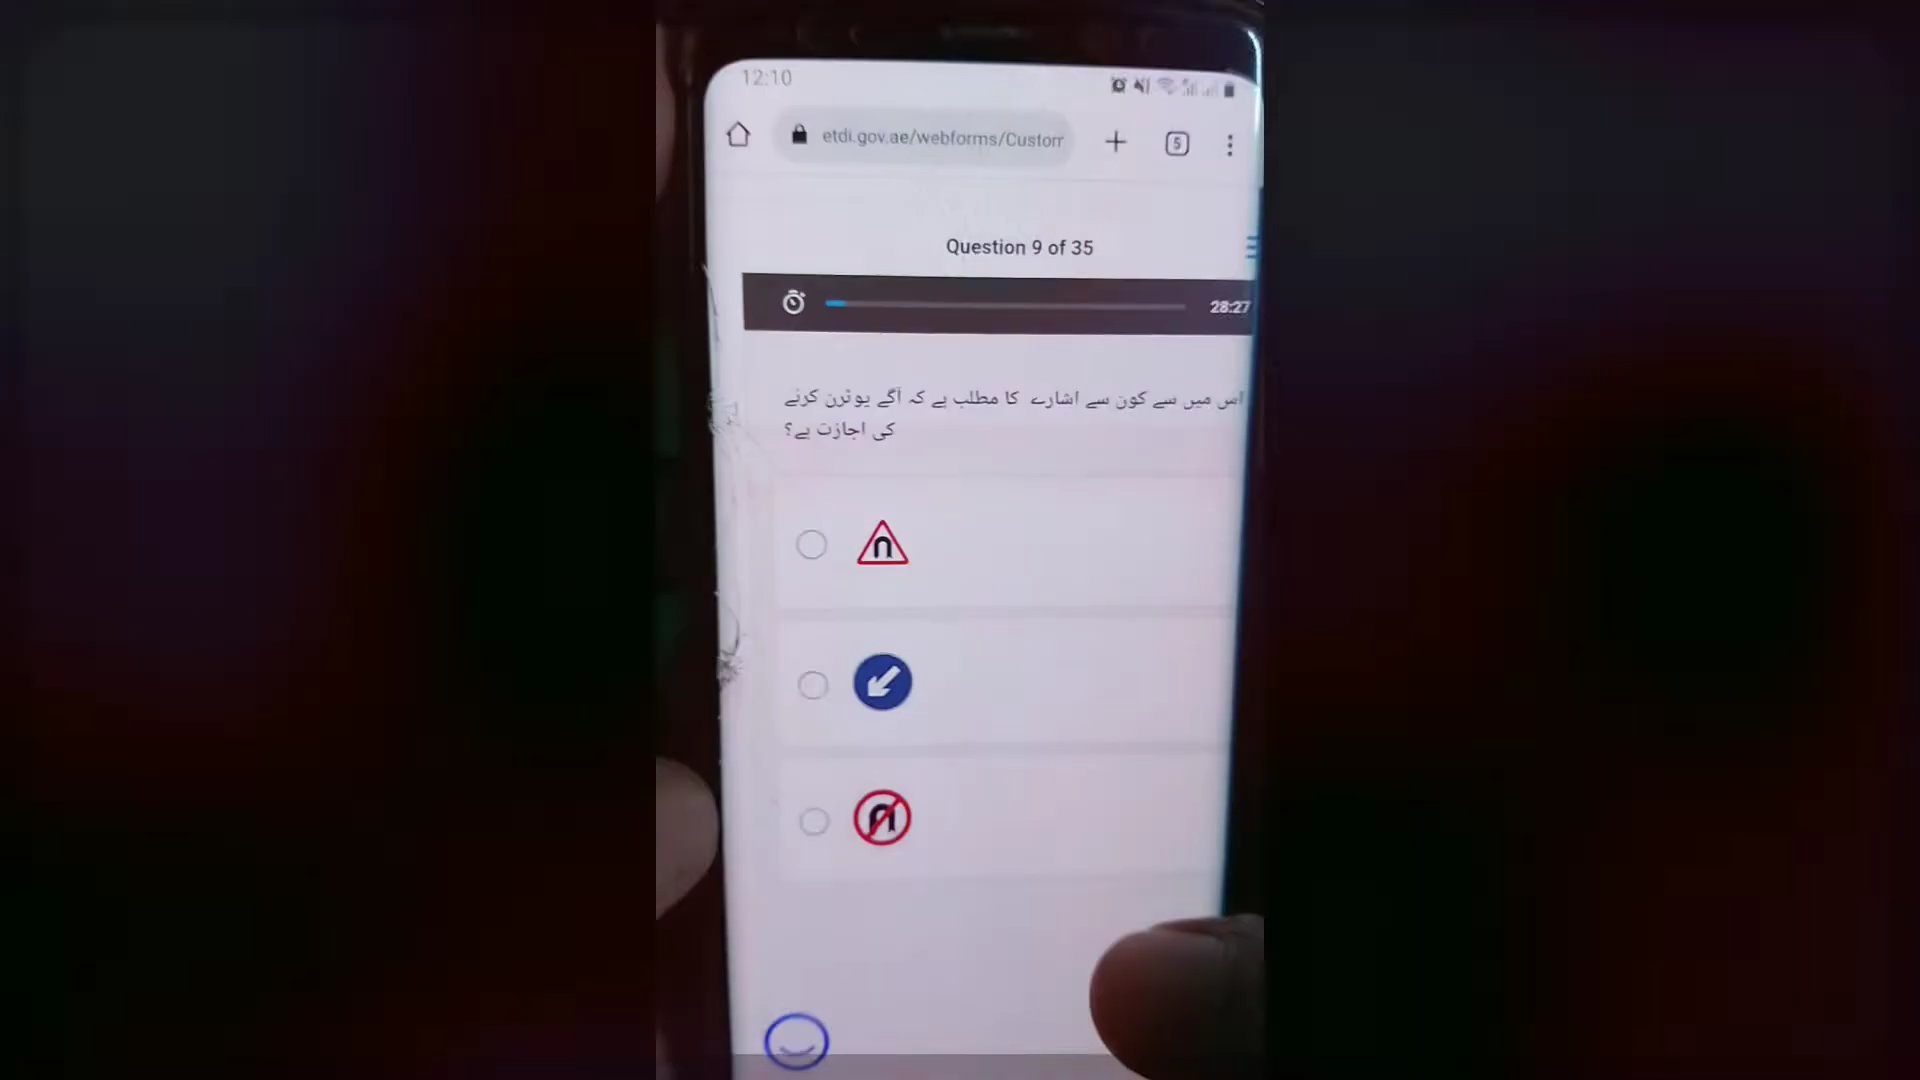 12:10
etdi.gov.ae/webforms/Custom
5
Question 9 of 35
28:27
اس میں سے کون سے اشارے کا مطلب ہے کہ آگے یوٹرن کرنے
کی اجازت ہے؟